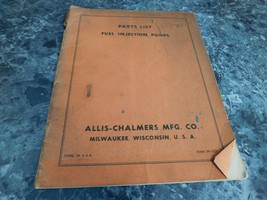 PARTS LIST
FUEL INJECTION PUMPS
ALLIS-CHALMERS MFG. CO.
MILWAUKEE, WISCONSIN, U. S. A.